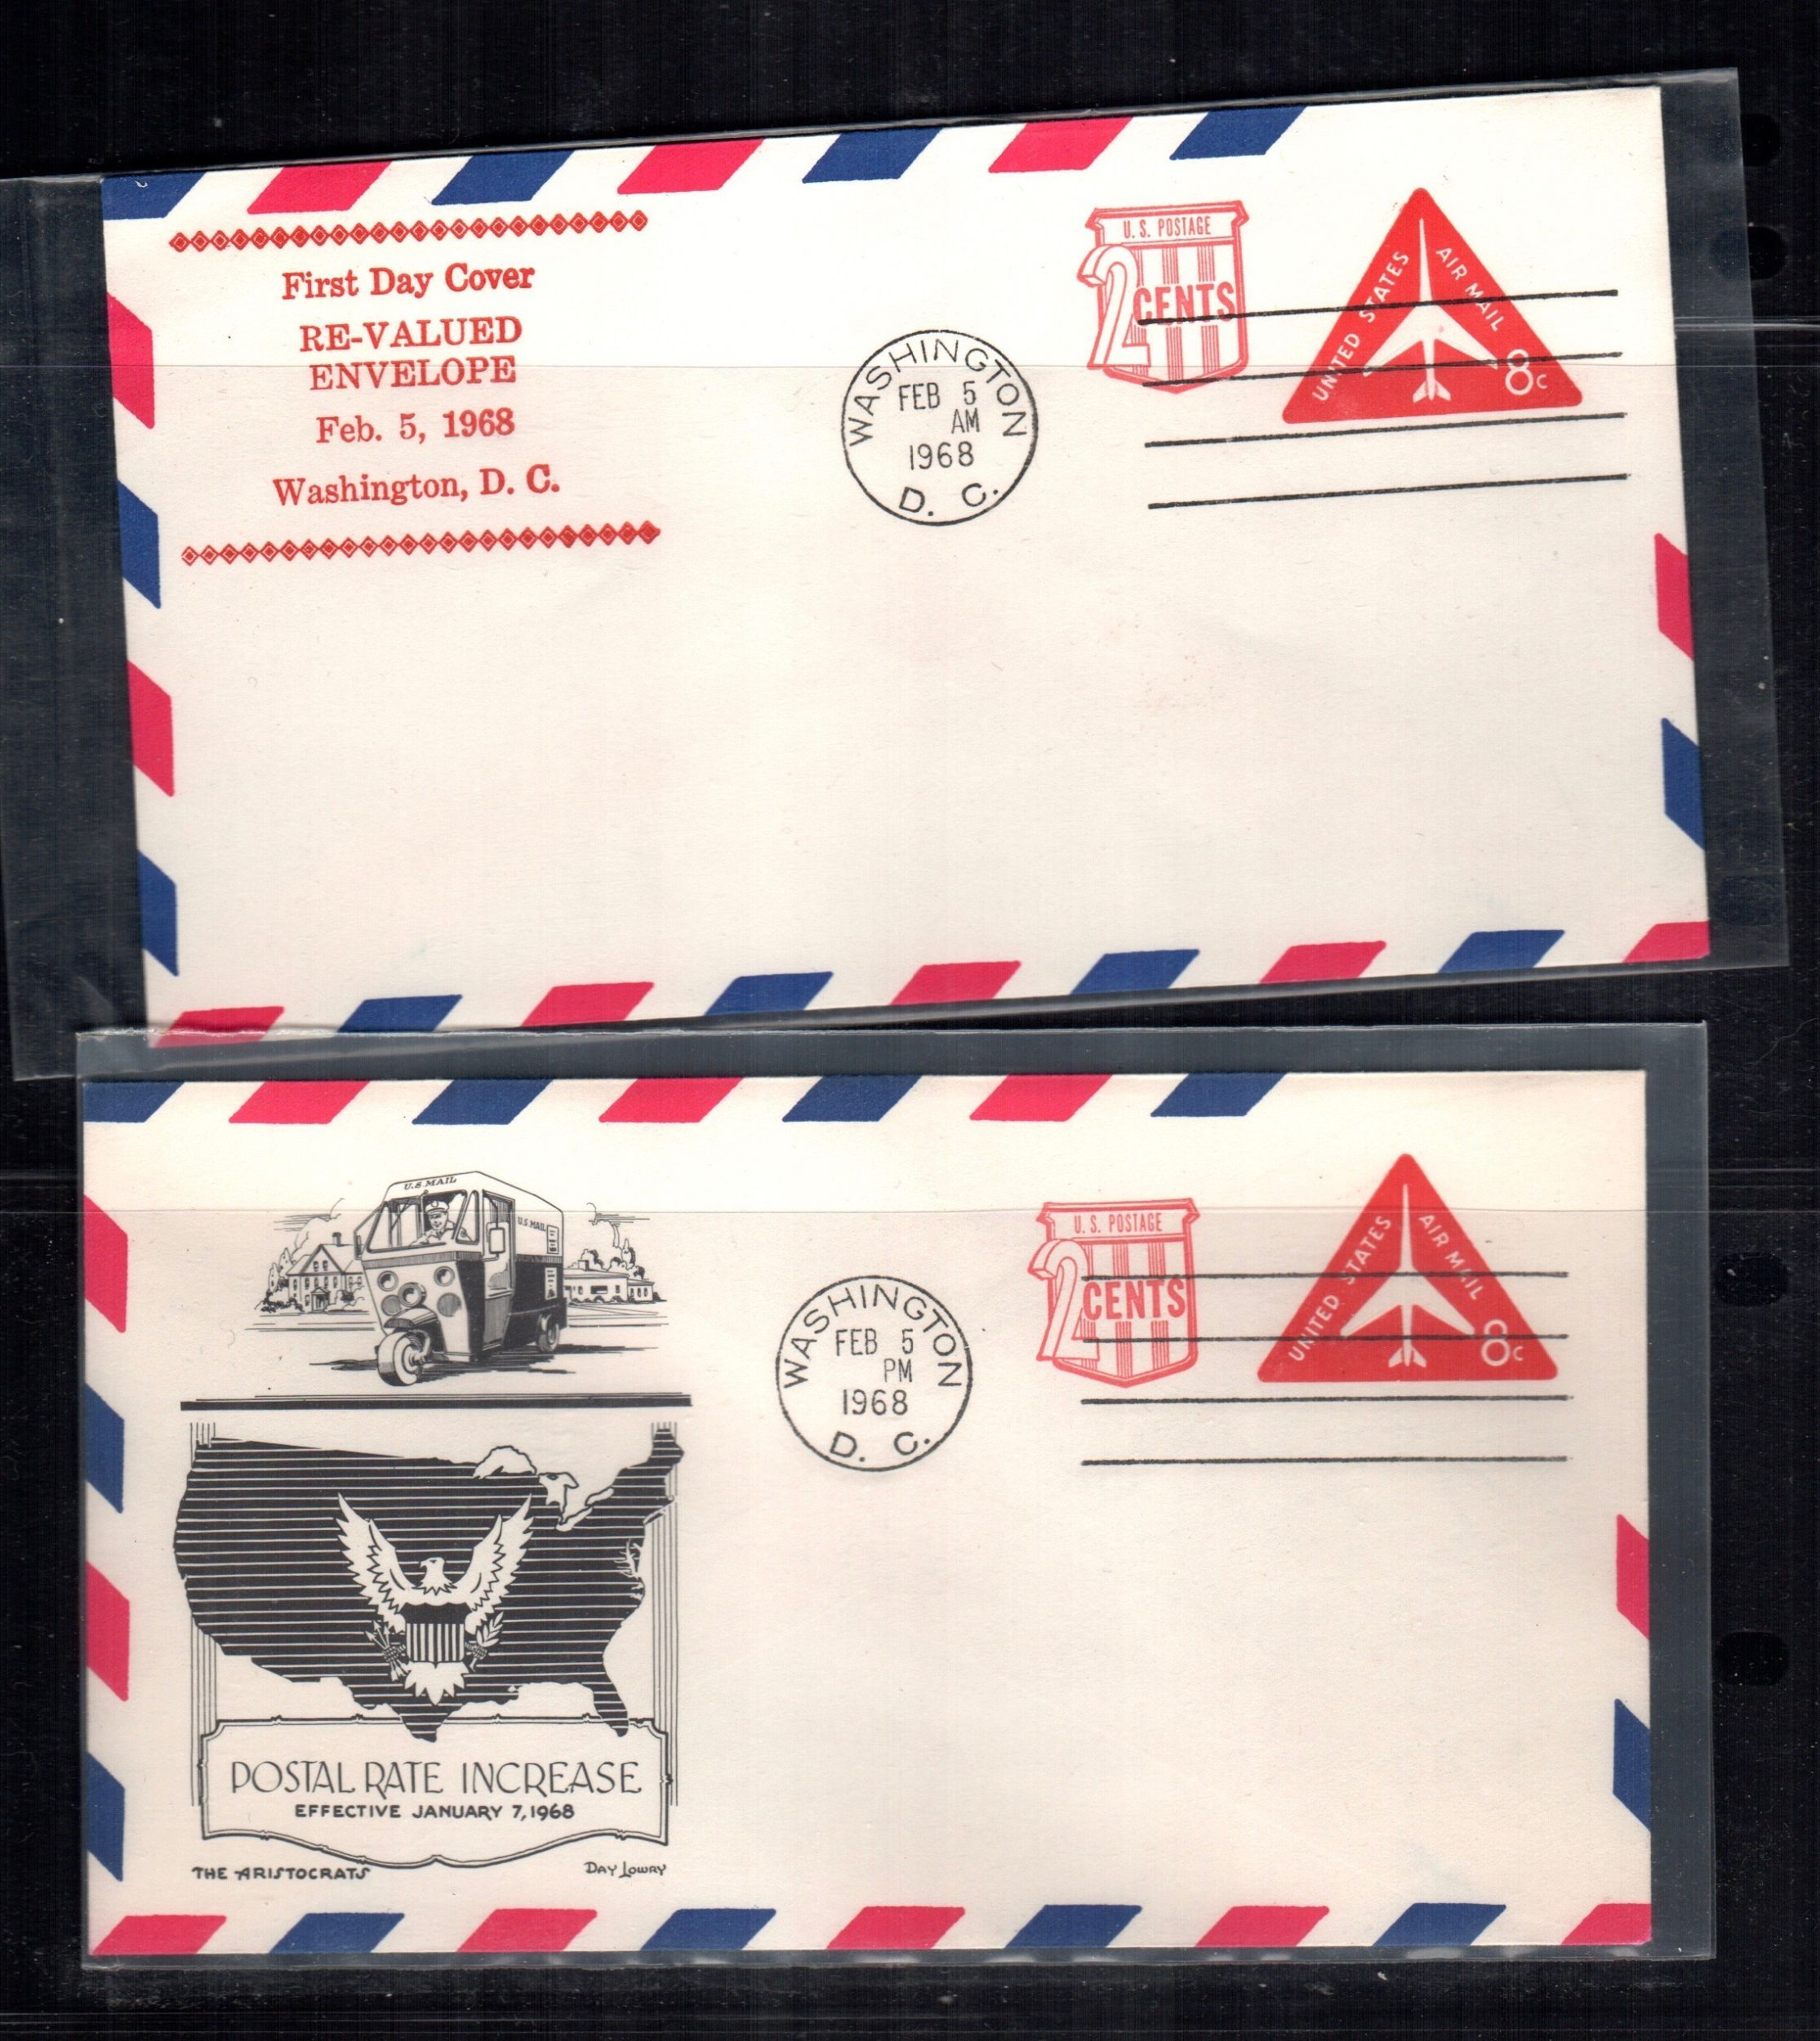 First Day Cover
RE-VALUED
ENVELOPE
Feb. 5, 1968
Washington, D. C.
WASHINGTON
FEB 5
AM
1968
D. C.
U. S. POSTAGE
2 CENTS
UNITED STATES
AIR MAIL
8c
U.S. MAIL
U.S. MAIL
POSTAL RATE INCREASE
EFFECTIVE JANUARY 7, 1968
THE ARISTOCRATS
DAY LOWRY
WASHINGTON
FEB 5
PM
1968
D. C.
U. S. POSTAGE
2 CENTS
UNITED STATES
AIR MAIL
8c